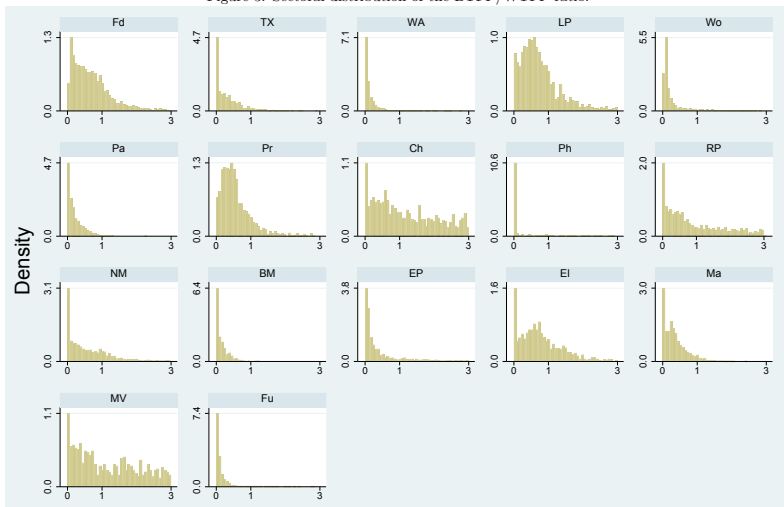 Sectoral distribution of the ratio.
Density
Fd TX WA LP Wo
1.3 4.7 7.1 1.0 5.5
0.0 0.0 0.0 0.0 0.0
0 1 3 0 1 3 0 1 3 0 1 3 0 1 3
Pa Pr Ch Ph RP
4.7 1.3 1.1 10.6 2.0
0.0 0.0 0.0 0.0 0.0
0 1 3 0 1 3 0 1 3 0 1 3 0 1 3
NM BM EP El Ma
3.1 6.4 3.8 1.6 3.0
0.0 0.0 0.0 0.0 0.0
0 1 3 0 1 3 0 1 3 0 1 3 0 1 3
MV Fu
1.1 7.4
0.0 0.0
0 1 3 0 1 3